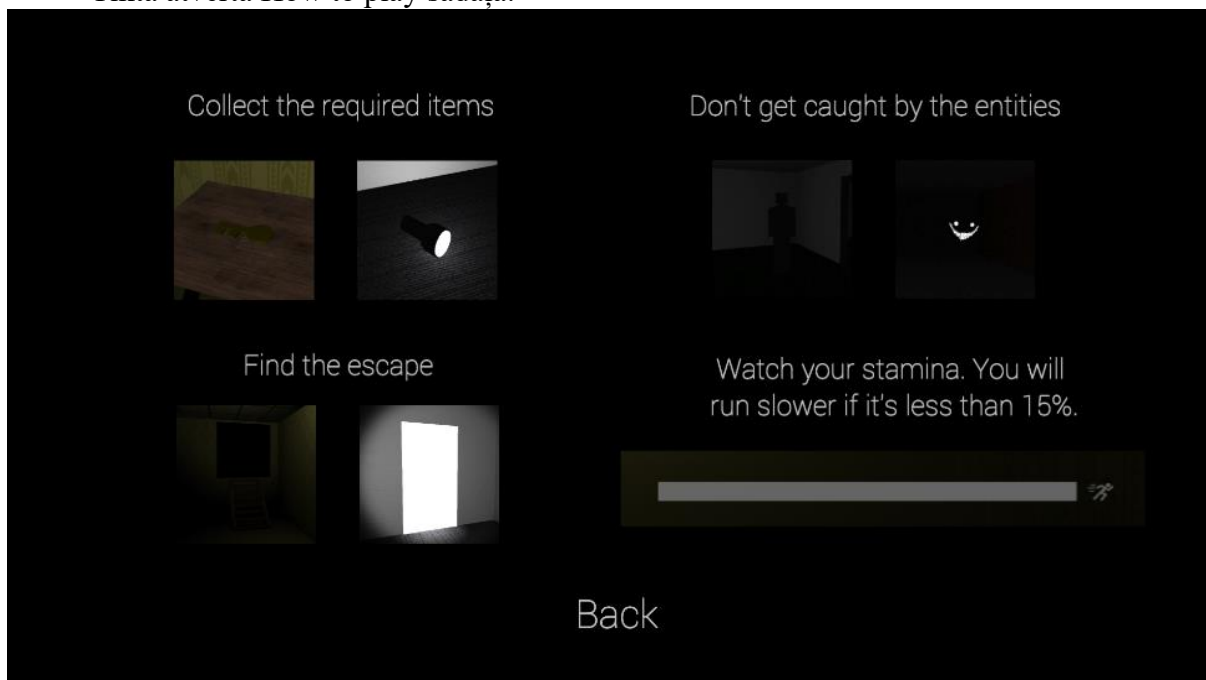 Collect the required items
Don't get caught by the entities
Find the escape
Watch your stamina. You will
run slower if it's less than 15%.
Back